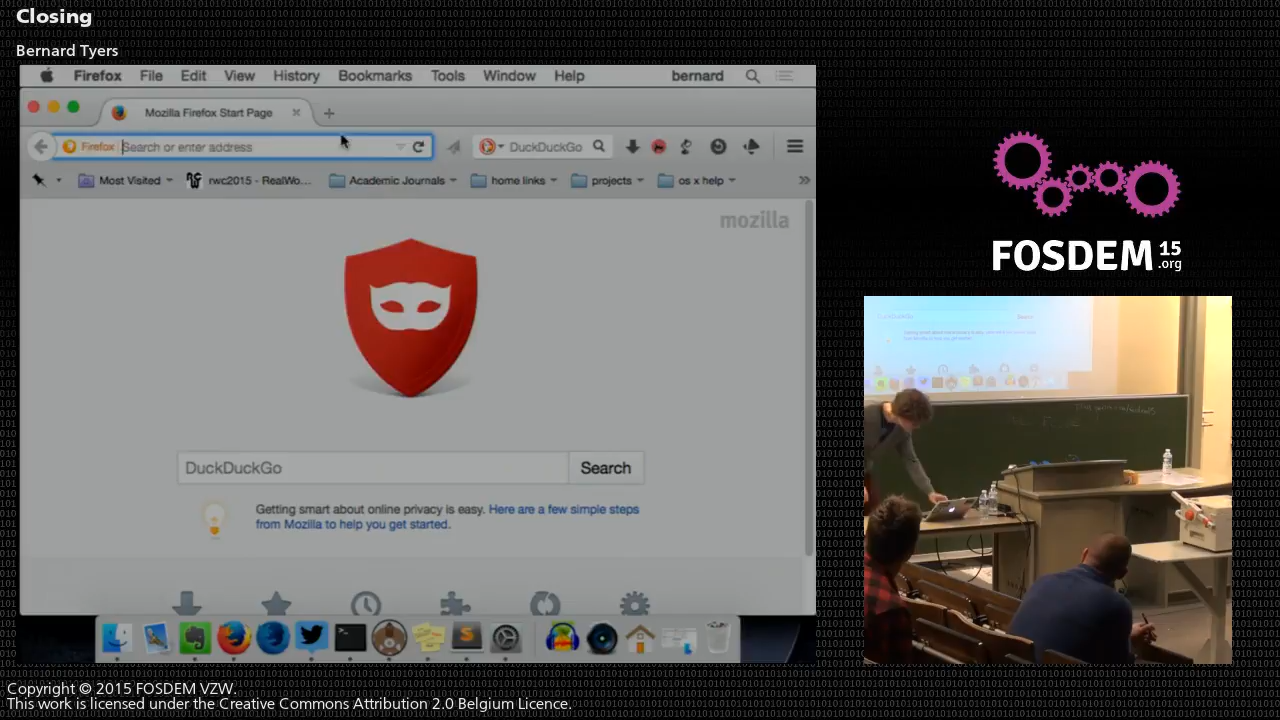 Closing
Bernard Tyers
Firefox File Edit View History Bookmarks Tools Window Help bernard
Mozilla Firefox Start Page
Firefox Search or enter address DuckDuckGo
Most Visited rwc2015 - RealWo... Academic Journals home links projects os x help
mozilla
DuckDuckGo Search
Getting smart about online privacy is easy. Here are a few simple steps
from Mozilla to help you get started.
FOSDEM 15
.org
Copyright © 2015 FOSDEM VZW.
This work is licensed under the Creative Commons Attribution 2.0 Belgium Licence.